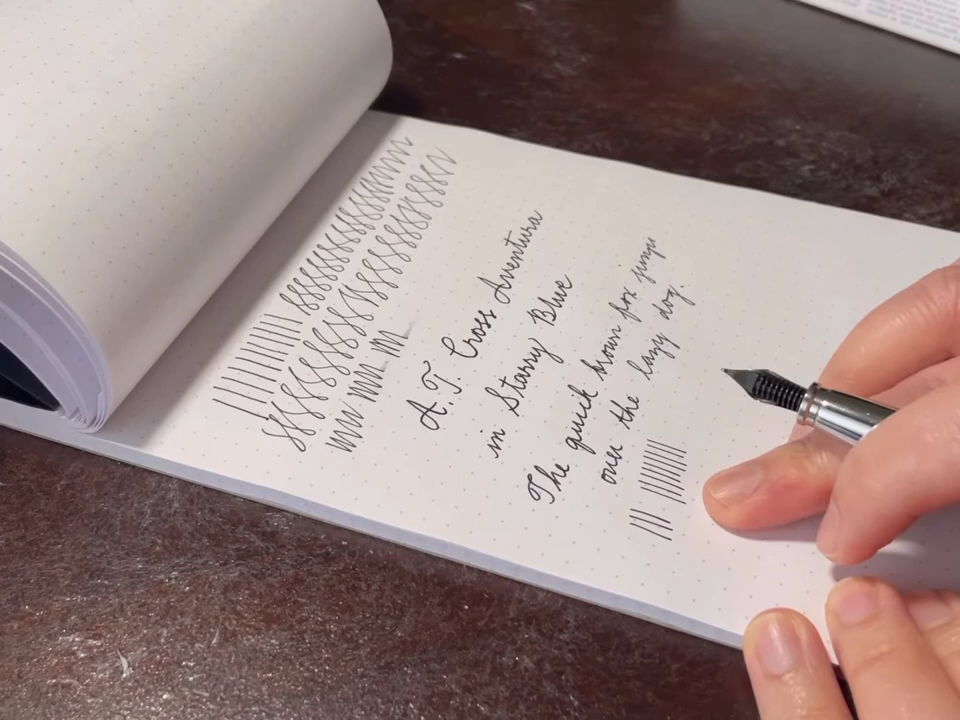 A.T Cross Aventura
in Starry Blue
The quick brown fox jumps
over the lazy dog.